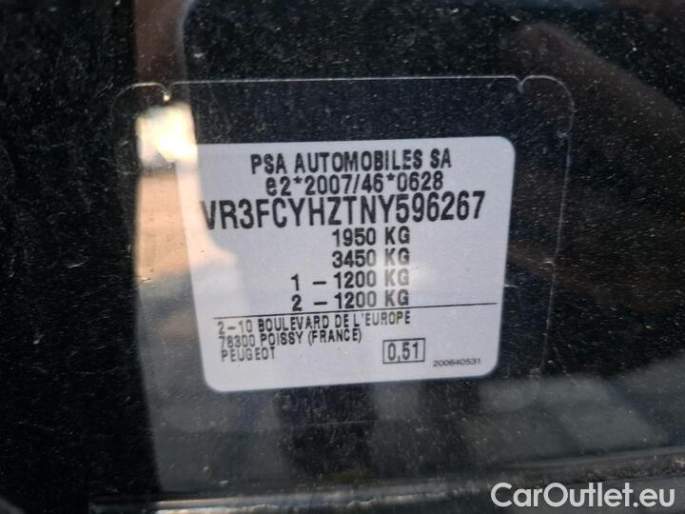 PSA AUTOMOBILES SA
e2*2007/46*0628
VR3FCYHZTNY596267
1950 KG
3450 KG
1 - 1200 KG
2 - 1200 KG
2-10 BOULEVARD DE L'EUROPE
78300 POISSY (FRANCE)
PEUGEOT
0,51
200640531
CarOutlet.eu